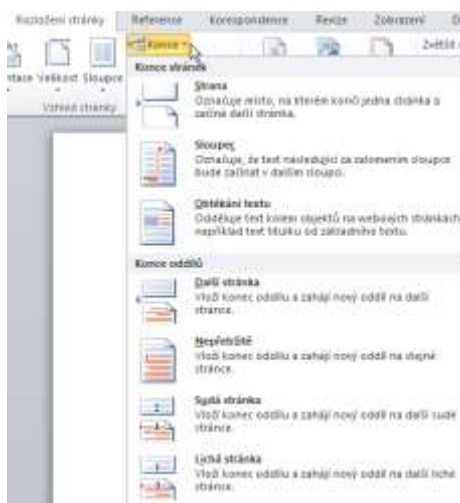 Rozložení stránky Reference Korespondence Revize Zobrazení
Konce
Zvětšit
Velikost Sloupce
Vzhled stránky
Konce stránek
Strana
Označuje místo, na kterém končí jedna stránka a
začíná další stránka.
Sloupec
Označuje, že text následující za zalomením sloupce
bude začínat v dalším sloupci.
Obtékání textu
Odděluje text kolem objektů na webových stránkách
například text titulku od základního textu.
Konce oddílů
Další stránka
Vloží konec oddílu a zahájí nový oddíl na další
stránce.
Nepřetržitě
Vloží konec oddílu a zahájí nový oddíl na stejné
stránce.
Sudá stránka
Vloží konec oddílu a zahájí nový oddíl na další sudé
stránce.
Lichá stránka
Vloží konec oddílu a zahájí nový oddíl na další liché
stránce.